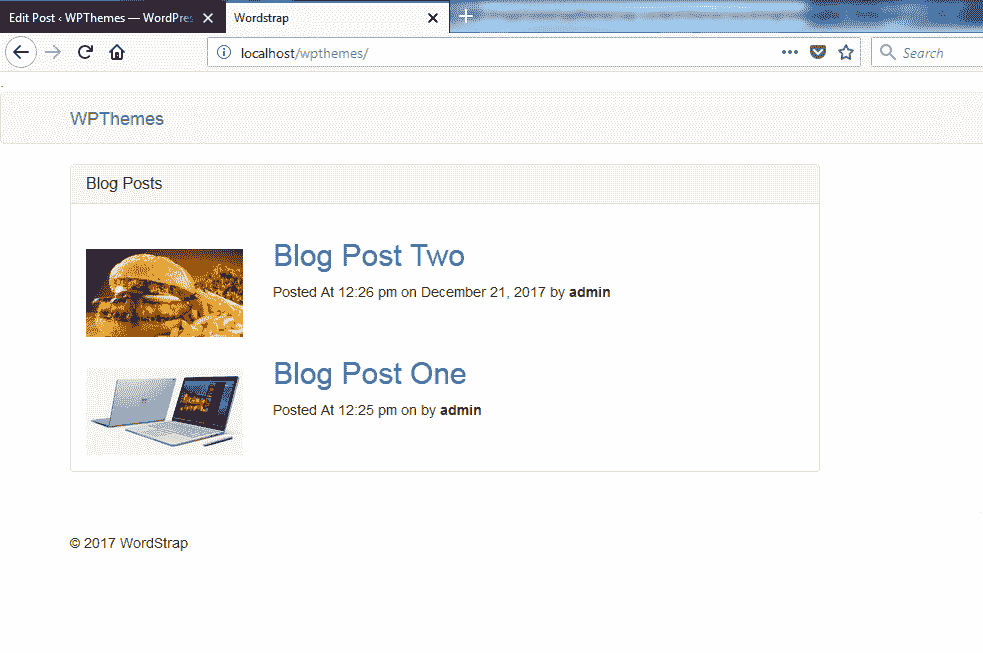 Edit Post ‹ WPThemes — WordPres
Wordstrap
localhost/wpthemes/
Search
WPThemes
Blog Posts
Blog Post Two
Posted At 12:26 pm on December 21, 2017 by admin
Blog Post One
Posted At 12:25 pm on by admin
© 2017 WordStrap